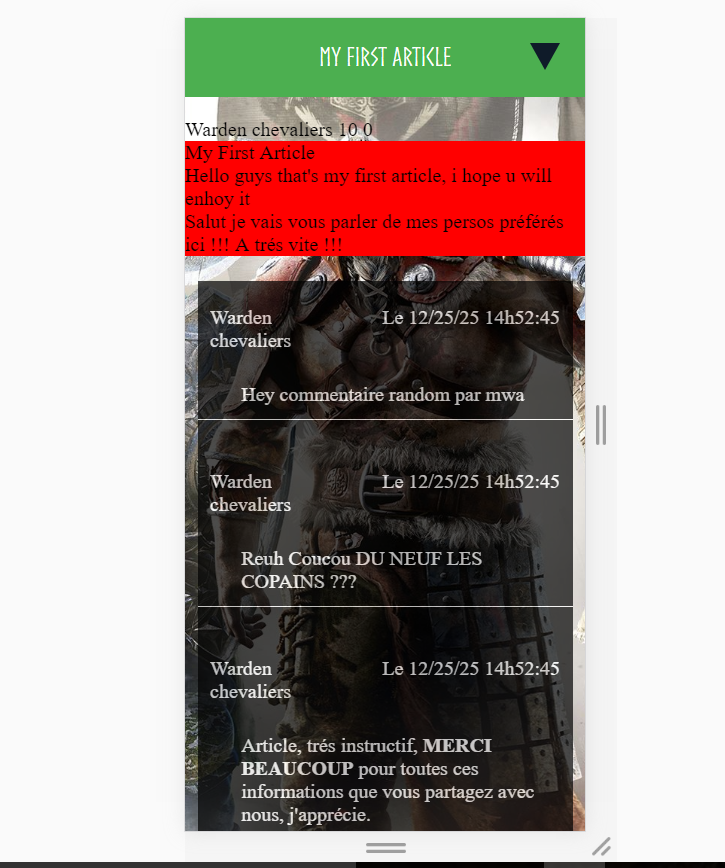 MY FIRST ARTICLE
Warden chevaliers 10 0
My First Article
Hello guys that's my first article, i hope u will
enhoy it
Salut je vais vous parler de mes persos préférés
ici !!! A trés vite !!!
Warden
chevaliers
Le 12/25/25 14h52:45
Hey commentaire random par mwa
Warden
chevaliers
Le 12/25/25 14h52:45
Reuh Coucou DU NEUF LES
COPAINS ???
Warden
chevaliers
Le 12/25/25 14h52:45
Article, trés instructif, MERCI
BEAUCOUP pour toutes ces
informations que vous partagez avec
nous, j'apprécie.